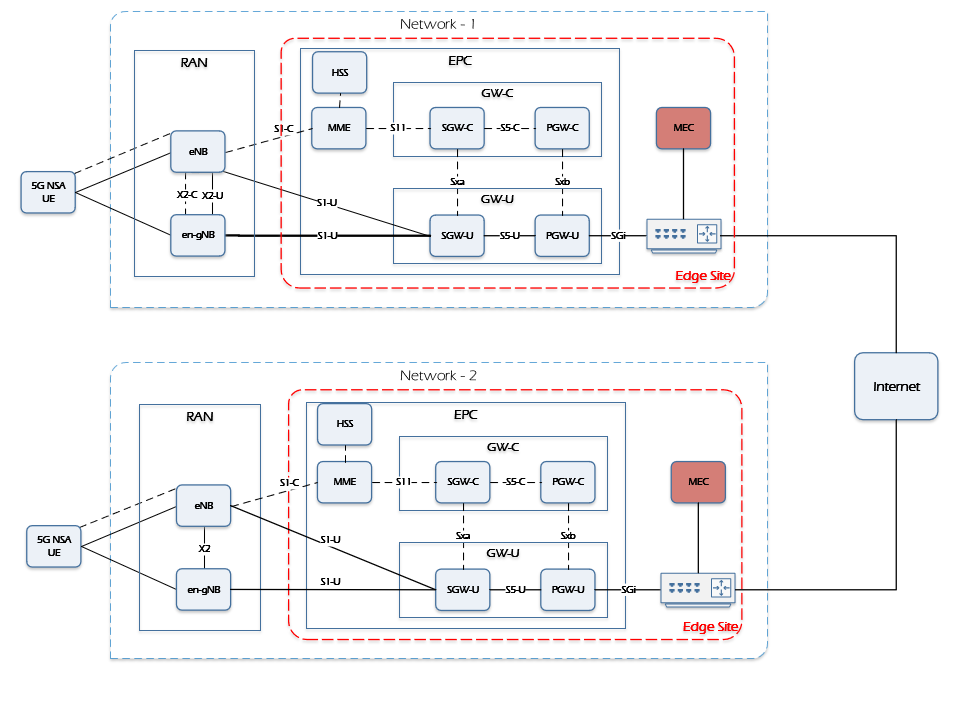 Network - 1
RAN
EPC
HSS
GW-C
S1-C
MME
S11
SGW-C
S5-C
PGW-C
MEC
eNB
5G NSA
UE
X2-C
X2-U
Sxa
Sxb
S1-U
GW-U
en-gNB
S1-U
SGW-U
S5-U
PGW-U
SGi
Edge Site
Network - 2
Internet
RAN
EPC
HSS
GW-C
S1-C
MME
S11
SGW-C
S5-C
PGW-C
MEC
eNB
5G NSA
UE
X2
S1-U
Sxa
Sxb
GW-U
en-gNB
S1-U
SGW-U
S5-U
PGW-U
SGi
Edge Site